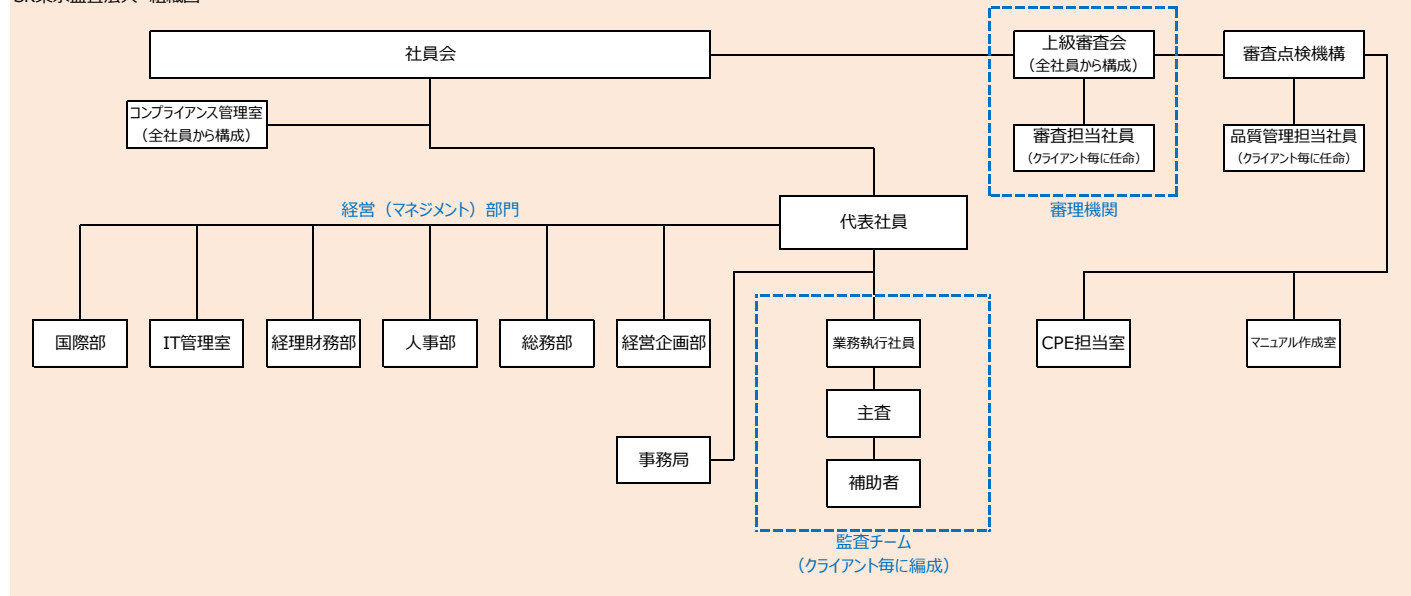 社員会
上級審査会
（全社員から構成）
審査点検機構
コンプライアンス管理室
（全社員から構成）
審査担当社員
（クライアント毎に任命）
品質管理担当社員
（クライアント毎に任命）
経営（マネジメント）部門
代表社員
審理機関
国際部
IT管理室
経理財務部
人事部
総務部
経営企画部
業務執行社員
CPE担当室
マニュアル作成室
主査
事務局
補助者
監査チーム
（クライアント毎に編成）